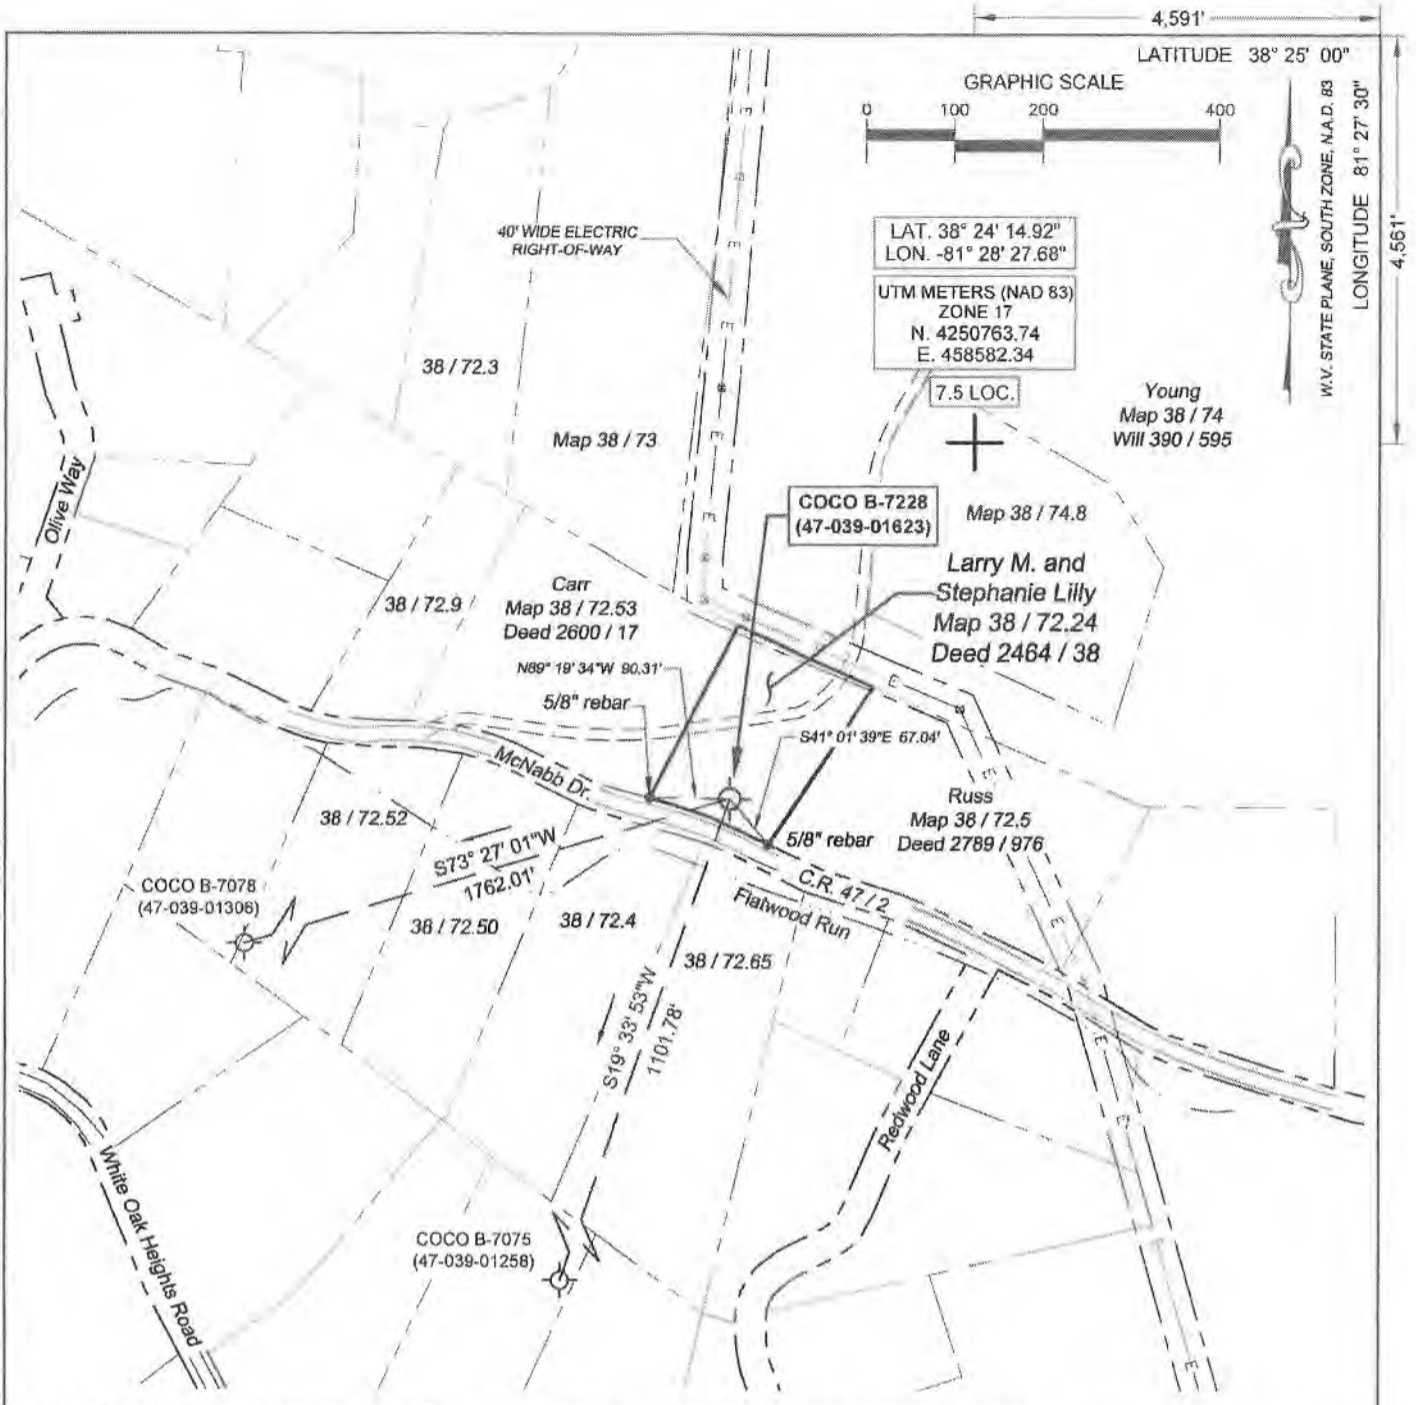 4,591'
LATITUDE 38° 25' 00"
GRAPHIC SCALE
0 100 200 400
W.V. STATE PLANE, SOUTH ZONE, N.A.D. 83
LONGITUDE 81° 27' 30"
4,561'
40' WIDE ELECTRIC
RIGHT-OF-WAY
LAT. 38° 24' 14.92"
LON. -81° 28' 27.68"
UTM METERS (NAD 83)
ZONE 17
N. 4250763.74
E. 458582.34
7.5 LOC.
Young
Map 38 / 74
Will 390 / 595
38 / 72.3
Map 38 / 73
Olive Way
COCO B-7228
(47-039-01623)
Map 38 / 74.8
Larry M. and
Stephanie Lilly
Map 38 / 72.24
Deed 2464 / 38
38 / 72.9
Carr
Map 38 / 72.53
Deed 2600 / 17
N89° 19' 34"W 90.31'
5/8" rebar
S41° 01' 39"E 67.04'
McNabb Dr.
Russ
Map 38 / 72.5
Deed 2789 / 976
5/8" rebar
38 / 72.52
S73° 27' 01"W
1762.01'
COCO B-7078
(47-039-01306)
38 / 72.50
38 / 72.4
C.R. 47 / 2
Flatwood Run
38 / 72.65
S19° 33' 53"W
1101.78'
Redwood Lane
White Oak Heights Road
COCO B-7075
(47-039-01258)
E
E
E
E
E
E
E
E
E
E
E
E
E